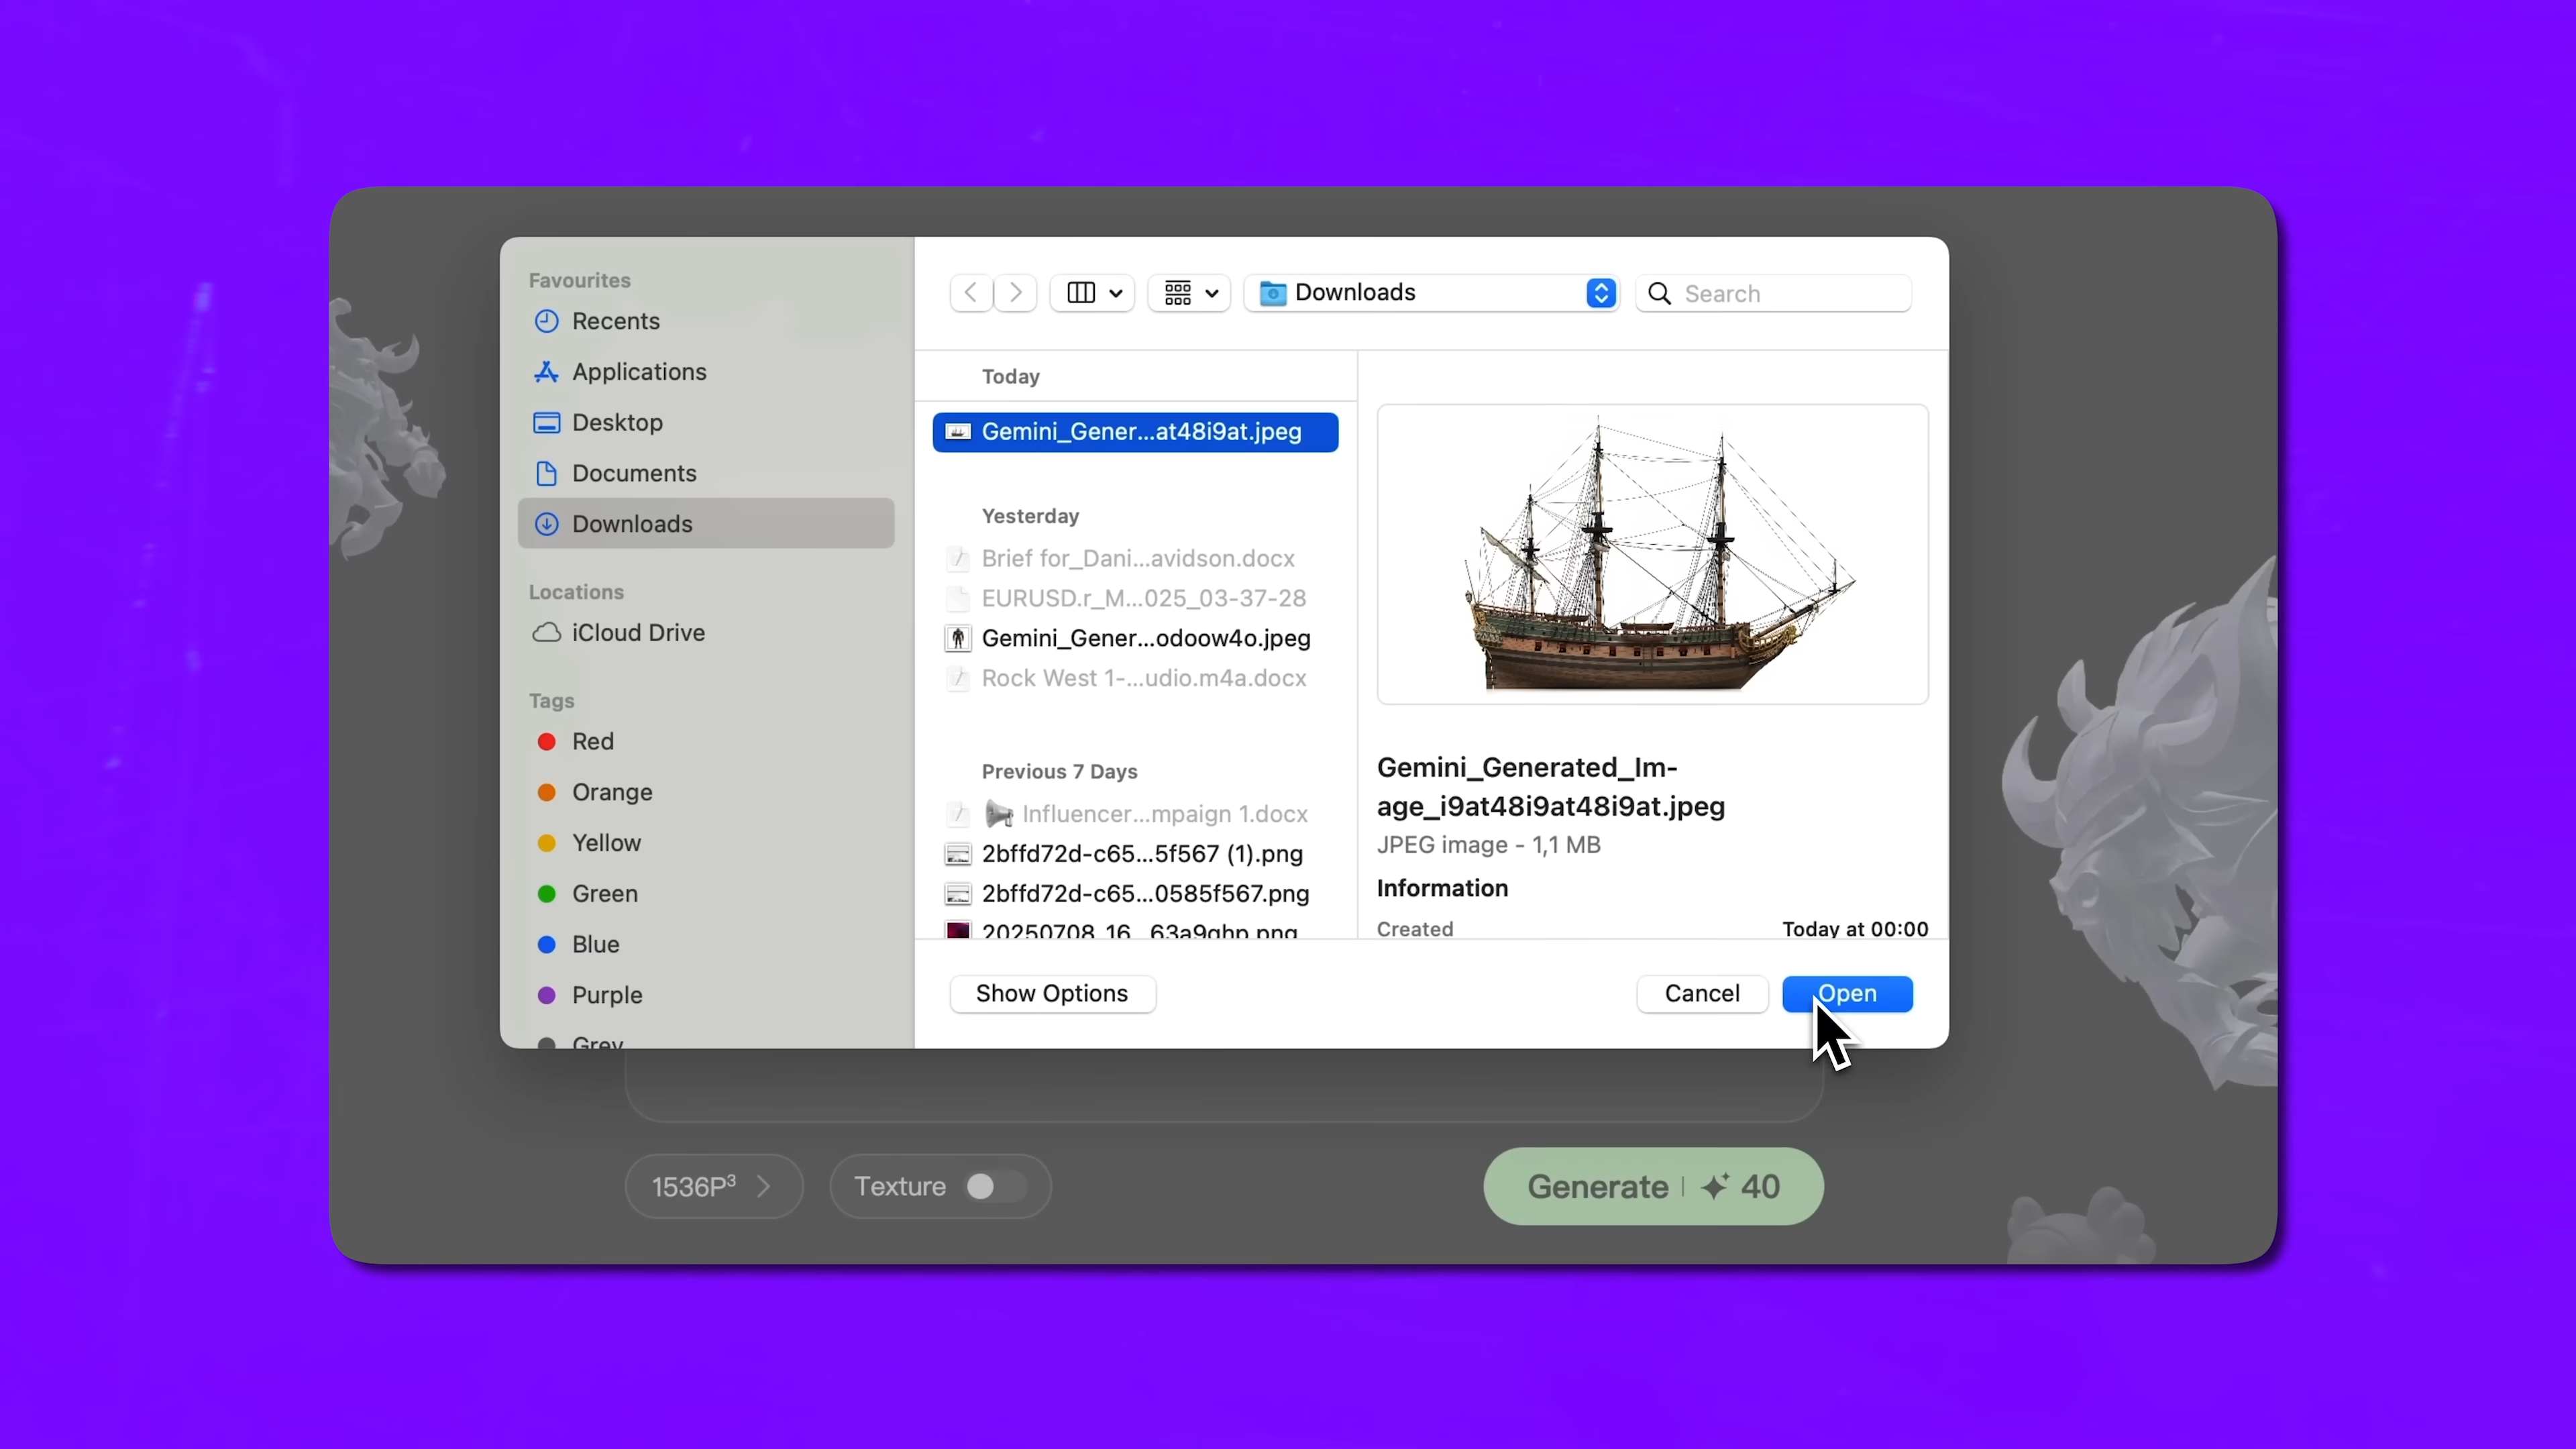 Favourites
Recents
Applications
Desktop
Documents
Downloads
Locations
iCloud Drive
Tags
Red
Orange
Yellow
Green
Blue
Purple
Grey
Downloads
Search
Today
Gemini_Gener...at48i9at.jpeg
Yesterday
Brief for_Dani...avidson.docx
EURUSD.r_M...025_03-37-28
Gemini_Gener...odoow4o.jpeg
Rock West 1-...udio.m4a.docx
Previous 7 Days
Influencer...mpaign 1.docx
2bffd72d-c65...5f567 (1).png
2bffd72d-c65...0585f567.png
20250708_16...63a9qhp.png
Gemini_Generated_Im-
age_i9at48i9at48i9at.jpeg
JPEG image - 1,1 MB
Information
Created Today at 00:00
Show Options
Cancel
Open
1536P³
Texture
Generate | 40